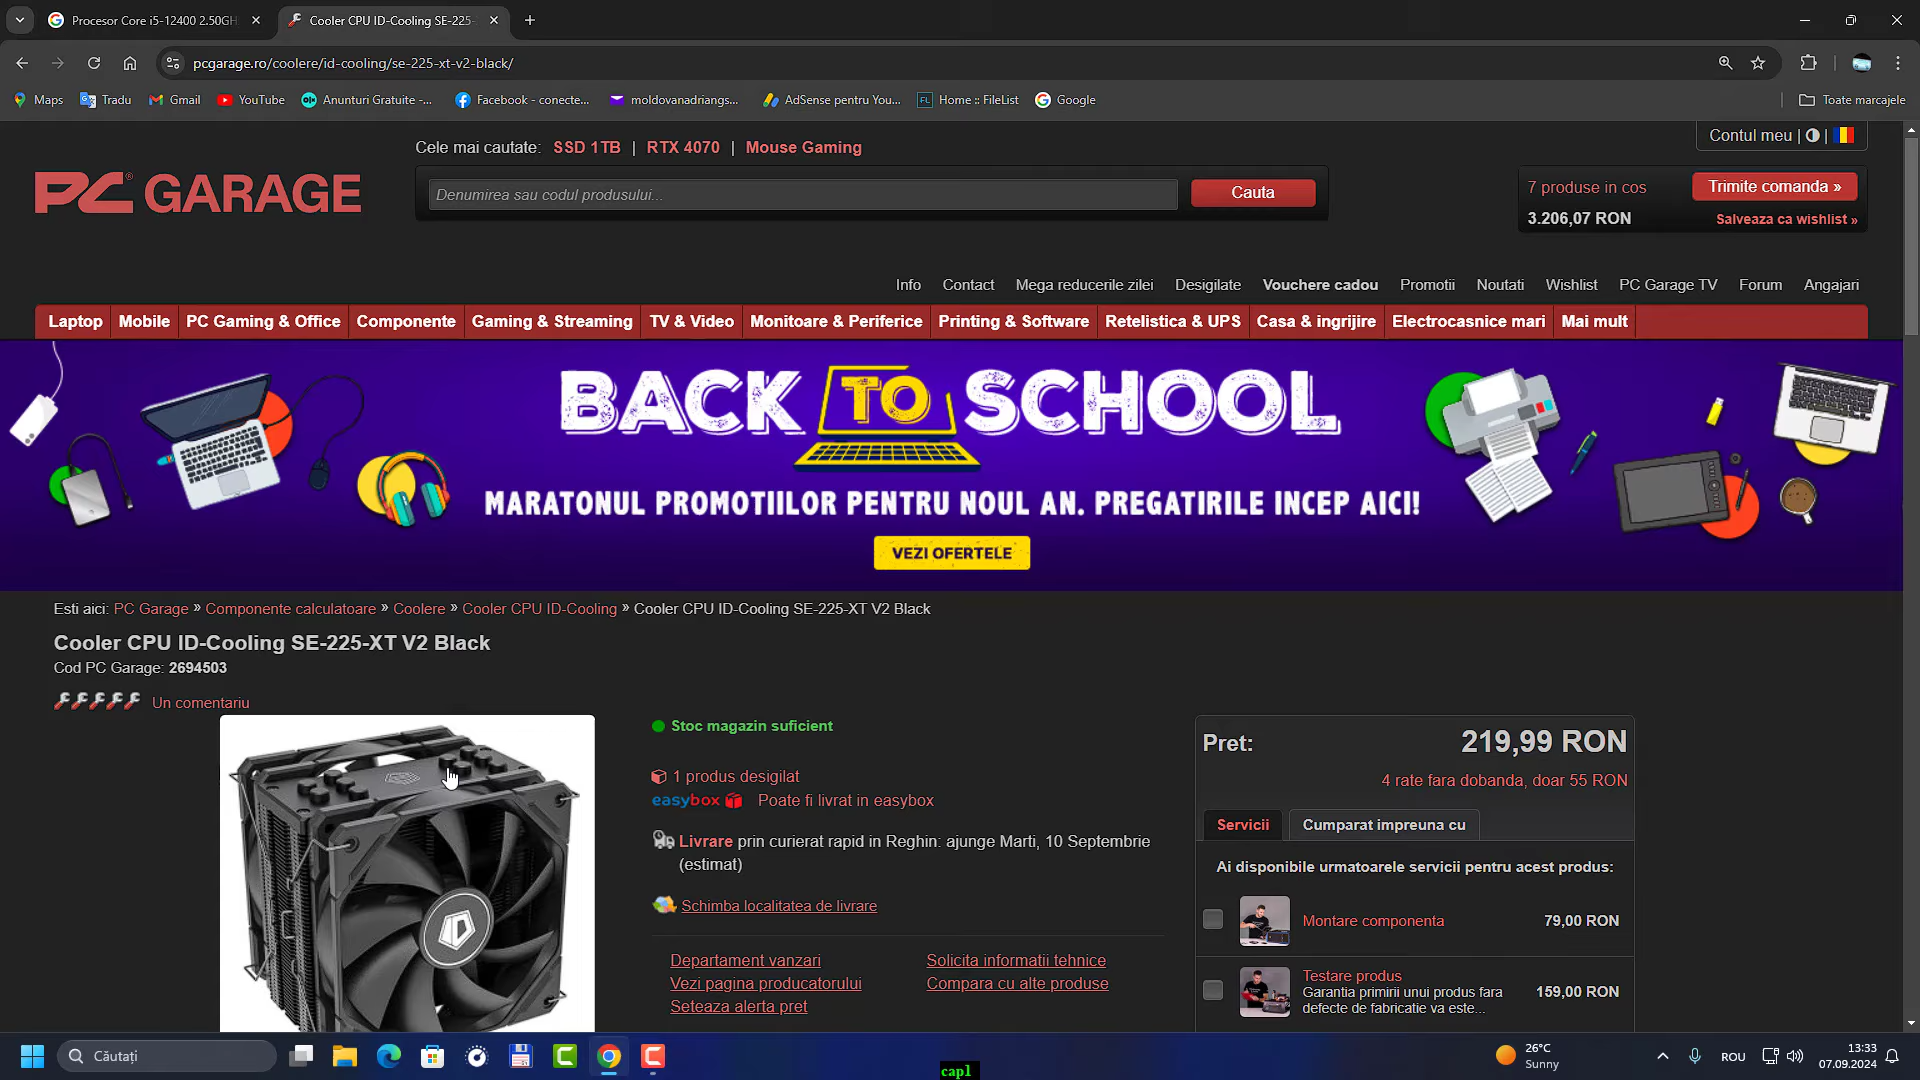 Procesor Core i5-12400 2.50GH
Cooler CPU ID-Cooling SE-225-
pcgarage.ro/coolere/id-cooling/se-225-xt-v2-black/
Maps
Tradu
Gmail
YouTube
Anunturi Gratuite -...
Facebook - conecte...
moldovanadriangs...
AdSense pentru You...
FL Home :: FileList
Google
Toate marcajele
Cele mai cautate: SSD 1TB | RTX 4070 | Mouse Gaming
Contul meu |
PC® GARAGE
Denumirea sau codul produsului...
Cauta
7 produse in cos
Trimite comanda »
3.206,07 RON
Salveaza ca wishlist »
Info Contact Mega reducerile zilei Desigilate Vouchere cadou Promotii Noutati Wishlist PC Garage TV Forum Angajari
Laptop Mobile PC Gaming & Office Componente Gaming & Streaming TV & Video Monitoare & Periferice Printing & Software Retelistica & UPS Casa & ingrijire Electrocasnice mari Mai mult
BACK TO SCHOOL
MARATONUL PROMOTIILOR PENTRU NOUL AN. PREGATIRILE INCEP AICI!
VEZI OFERTELE
Esti aici: PC Garage » Componente calculatoare » Coolere » Cooler CPU ID-Cooling » Cooler CPU ID-Cooling SE-225-XT V2 Black
Cooler CPU ID-Cooling SE-225-XT V2 Black
Cod PC Garage: 2694503
Un comentariu
Stoc magazin suficient
1 produs desigilat
easybox Poate fi livrat in easybox
Livrare prin curierat rapid in Reghin: ajunge Marti, 10 Septembrie
(estimat)
Schimba localitatea de livrare
Departament vanzari
Solicita informatii tehnice
Vezi pagina producatorului
Compara cu alte produse
Seteaza alerta pret
Pret:
219,99 RON
4 rate fara dobanda, doar 55 RON
Servicii
Cumparat impreuna cu
Ai disponibile urmatoarele servicii pentru acest produs:
Montare componenta
79,00 RON
Testare produs
Garantia primirii unui produs fara
defecte de fabricatie va este...
159,00 RON
Căutați
capl
26°C
Sunny
ROU
13:33
07.09.2024